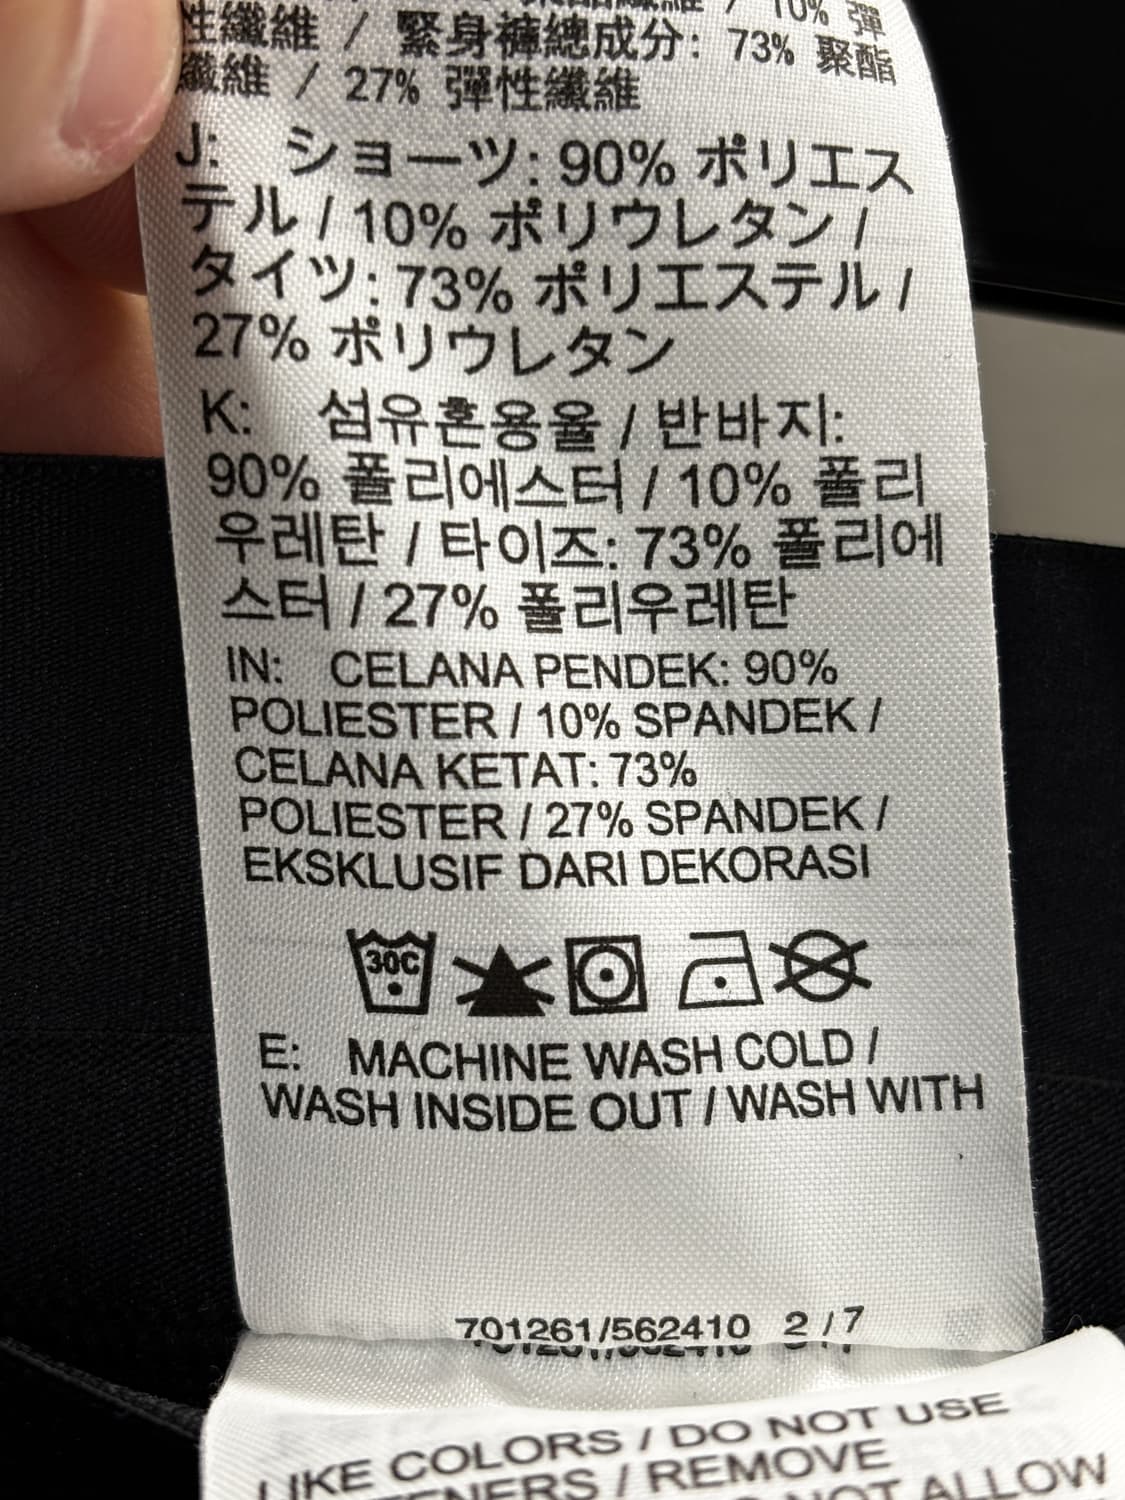 / 10% 彈
性纖維 / 緊身褲總成分: 73% 聚酯
纖維 / 27% 彈性纖維
J: ショーツ: 90% ポリエス
テル / 10% ポリウレタン /
タイツ: 73% ポリエステル /
27% ポリウレタン
K: 섬유혼용율 / 반바지:
90% 폴리에스터 / 10% 폴리
우레탄 / 타이즈: 73% 폴리에
스터 / 27% 폴리우레탄
IN: CELANA PENDEK: 90%
POLIESTER / 10% SPANDEK /
CELANA KETAT: 73%
POLIESTER / 27% SPANDEK /
EKSKLUSIF DARI DEKORASI
30C
E: MACHINE WASH COLD /
WASH INSIDE OUT / WASH WITH
701261/562410 2 / 7
LIKE COLORS / DO NOT USE
/ REMOVE
NOT ALLOW